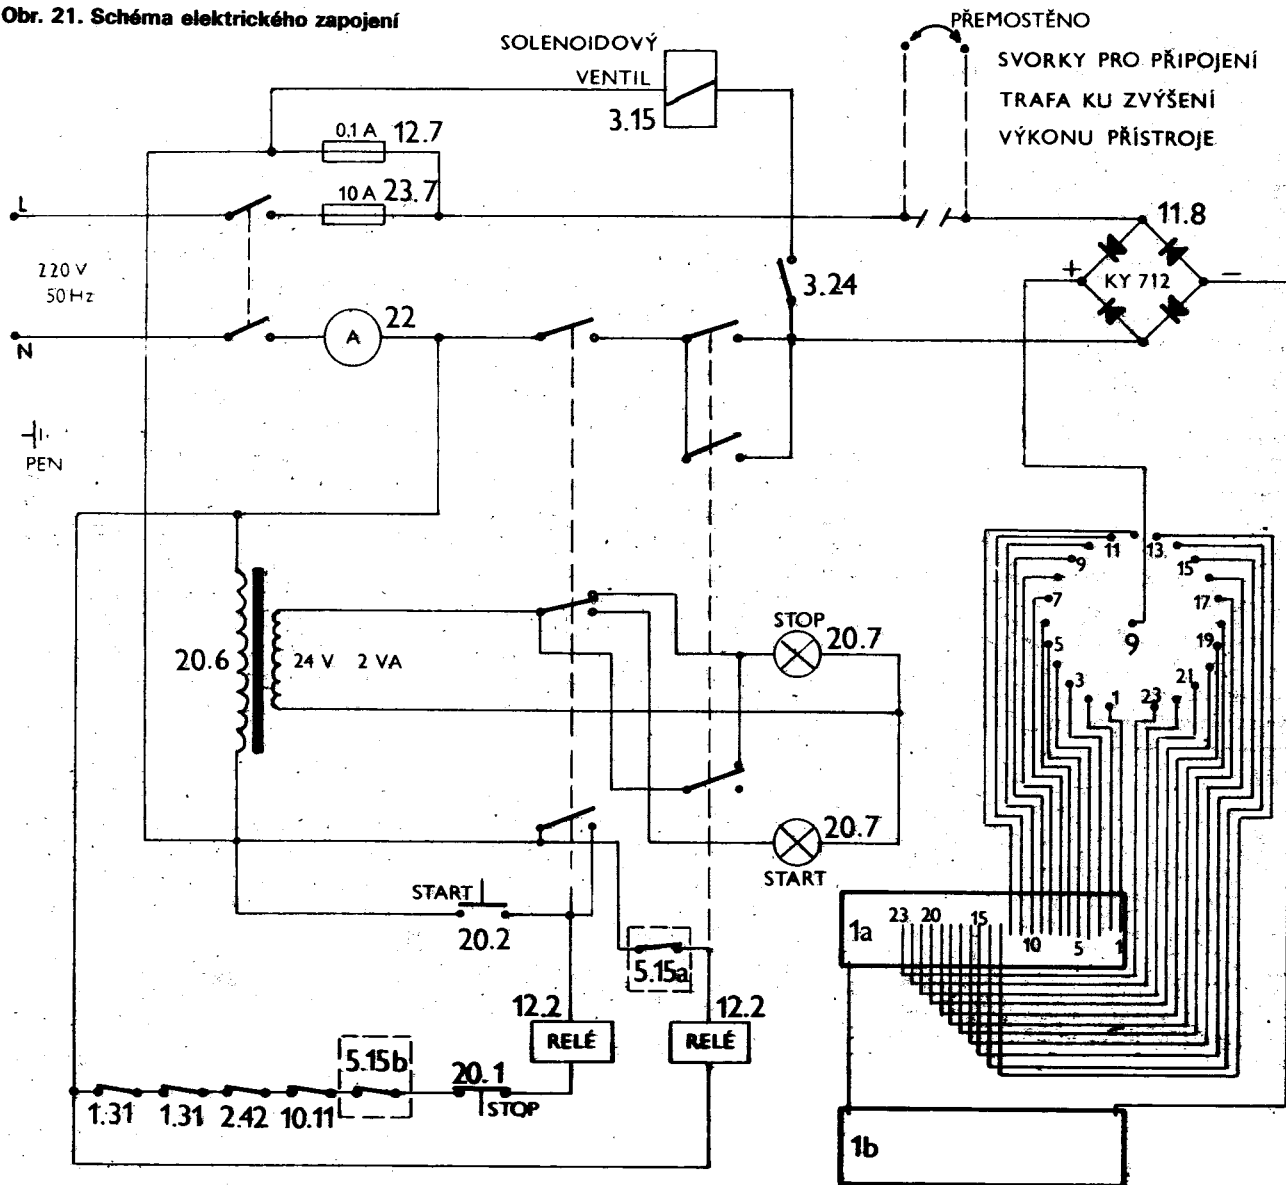 Obr. 21. Schéma elektrického zapojení
PŘEMOSTĚNO
SVORKY PRO PŘIPOJENÍ
TRAFA KU ZVÝŠENÍ
VÝKONU PŘÍSTROJE
SOLENOIDOVÝ
VENTIL
3.15
0.1 A 12.7
L
10 A 23.7
11.8
220 V
50 Hz
+ KY 712 −
3.24
22
A
N
PEN
11 13
9 15
7 17
5 9 19
3 21
1 23
20.6
24 V 2 VA
STOP
20.7
20.7
START
START
20.2
5.15a
1a
23 20 15
10 5 1
12.2
RELÉ
12.2
RELÉ
5.15b
20.1
STOP
1.31 1.31 2.42 10.11
1b